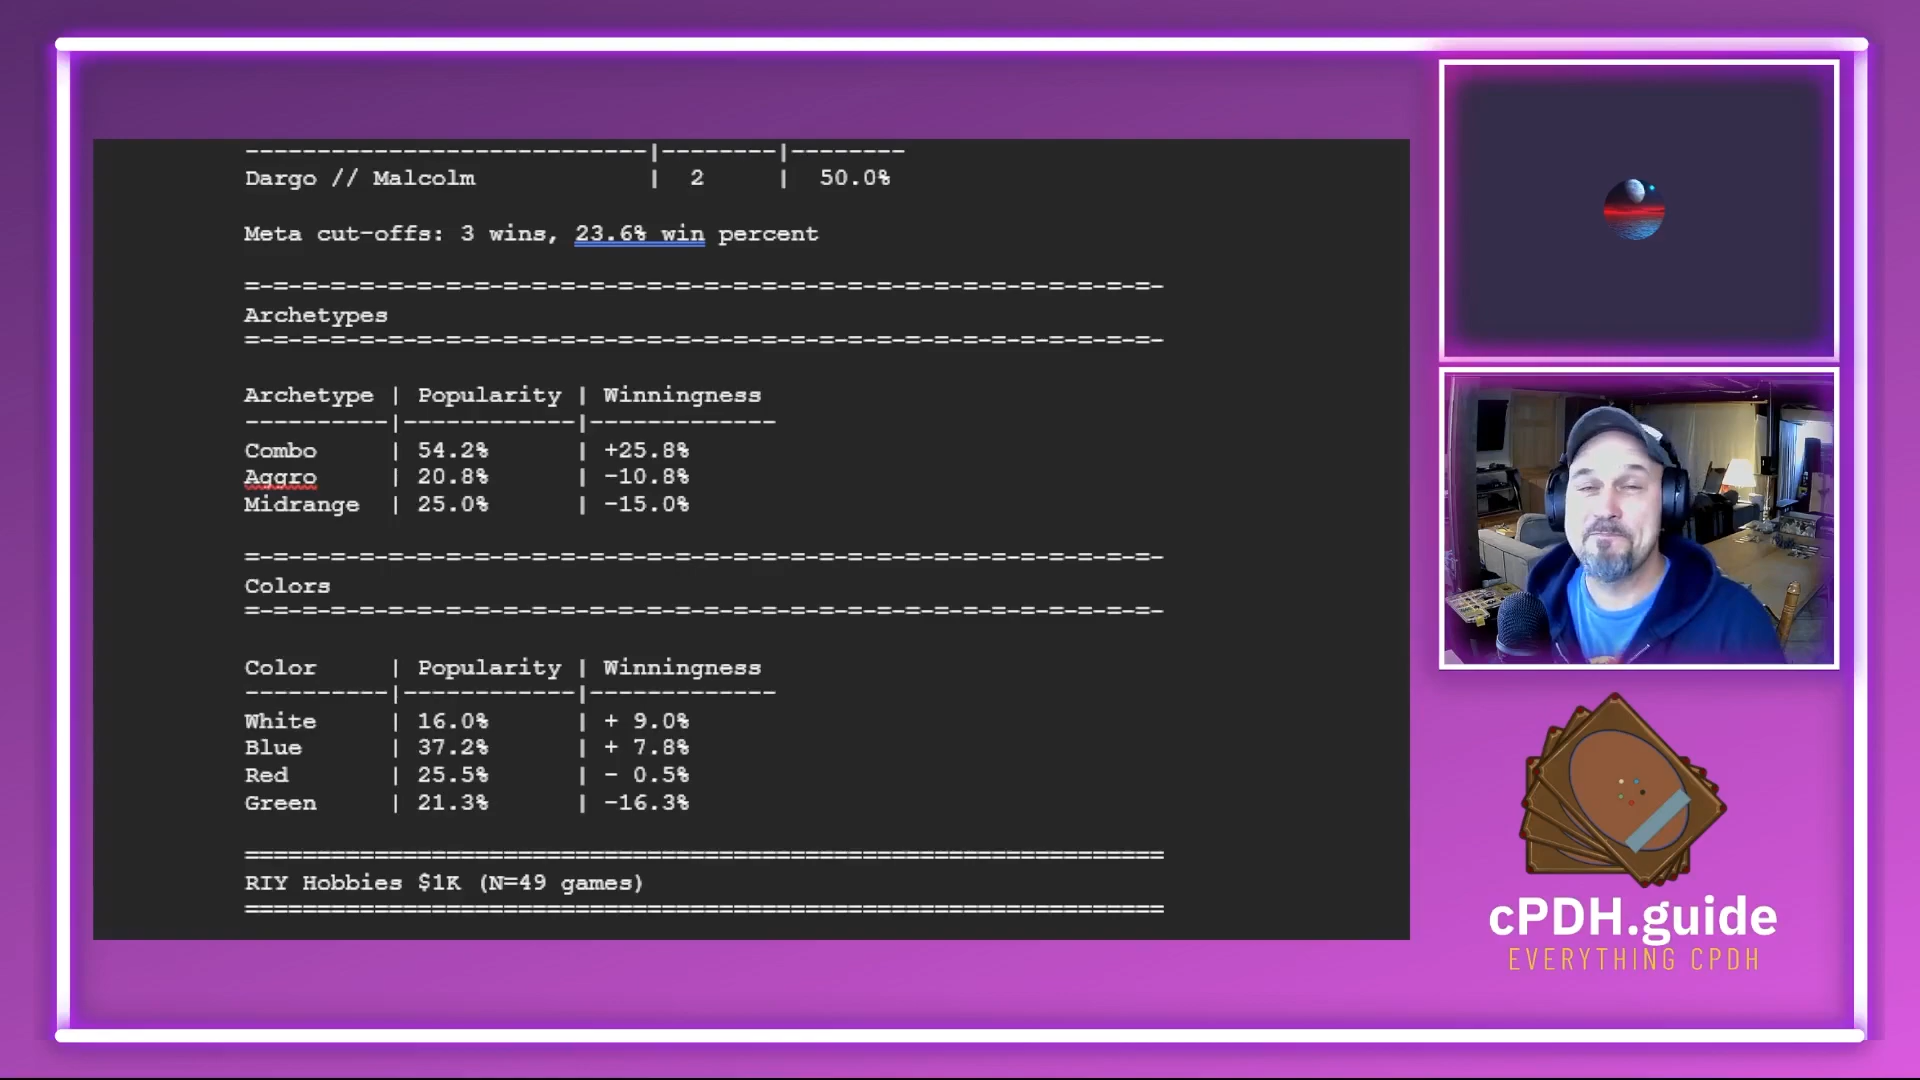 ----------------------------|--------|--------
Dargo // Malcolm | 2 | 50.0%
Meta cut-offs: 3 wins, 23.6% win percent
=-=-=-=-=-=-=-=-=-=-=-=-=-=-=-=-=-=-=-=-=-=-=-=-=-=-=-=-=-=-=-=-
Archetypes
=-=-=-=-=-=-=-=-=-=-=-=-=-=-=-=-=-=-=-=-=-=-=-=-=-=-=-=-=-=-=-=-
Archetype | Popularity | Winningness
----------|------------|-------------
Combo | 54.2% | +25.8%
Aggro | 20.8% | -10.8%
Midrange | 25.0% | -15.0%
=-=-=-=-=-=-=-=-=-=-=-=-=-=-=-=-=-=-=-=-=-=-=-=-=-=-=-=-=-=-=-=-
Colors
=-=-=-=-=-=-=-=-=-=-=-=-=-=-=-=-=-=-=-=-=-=-=-=-=-=-=-=-=-=-=-=-
Color | Popularity | Winningness
----------|------------|-------------
White | 16.0% | + 9.0%
Blue | 37.2% | + 7.8%
Red | 25.5% | - 0.5%
Green | 21.3% | -16.3%
================================================================
RIY Hobbies $1K (N=49 games)
================================================================
cPDH.guide
EVERYTHING CPDH